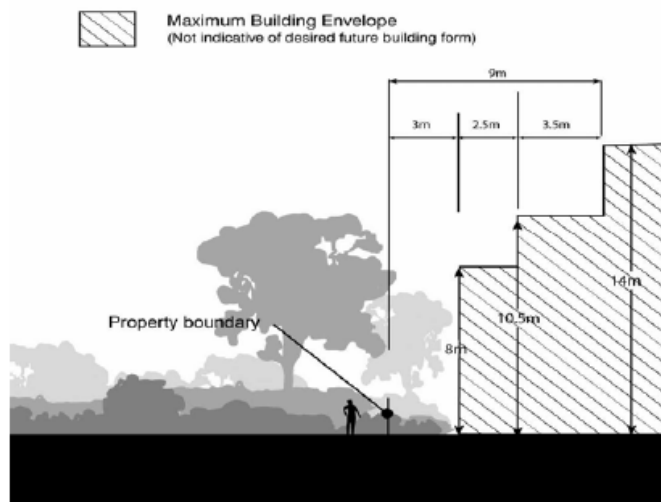 Maximum Building Envelope
(Not indicative of desired future building form)
9m
3m 2.5m 3.5m
Property boundary
14m
10.5m
8m